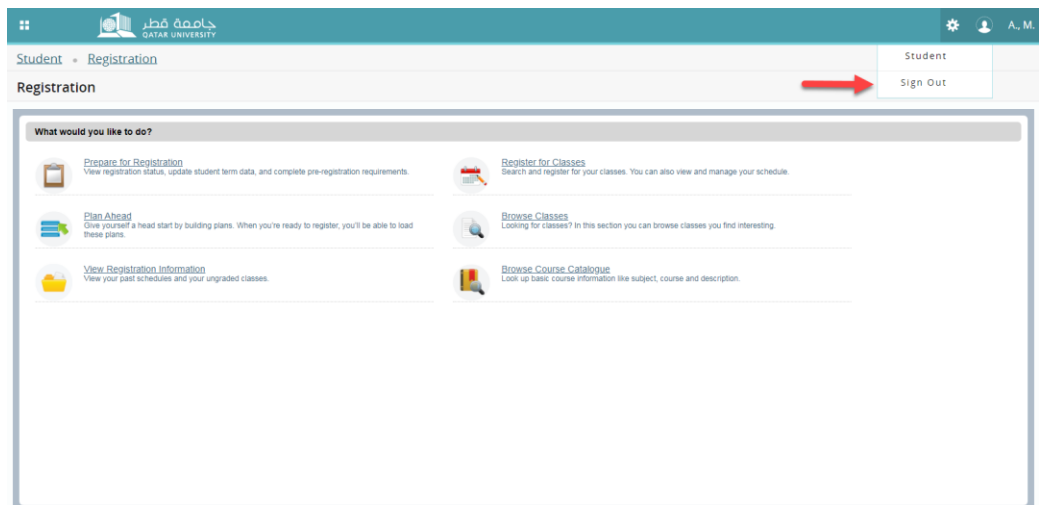 جامعة قطر
QATAR UNIVERSITY
A., M.
Student • Registration
Student
Sign Out
Registration
What would you like to do?
Prepare for Registration
View registration status, update student term data, and complete pre-registration requirements.
Register for Classes
Search and register for your classes. You can also view and manage your schedule.
Plan Ahead
Give yourself a head start by building plans. When you're ready to register, you'll be able to load
these plans.
Browse Classes
Looking for classes? In this section you can browse classes you find interesting.
View Registration Information
View your past schedules and your ungraded classes.
Browse Course Catalogue
Look up basic course information like subject, course and description.